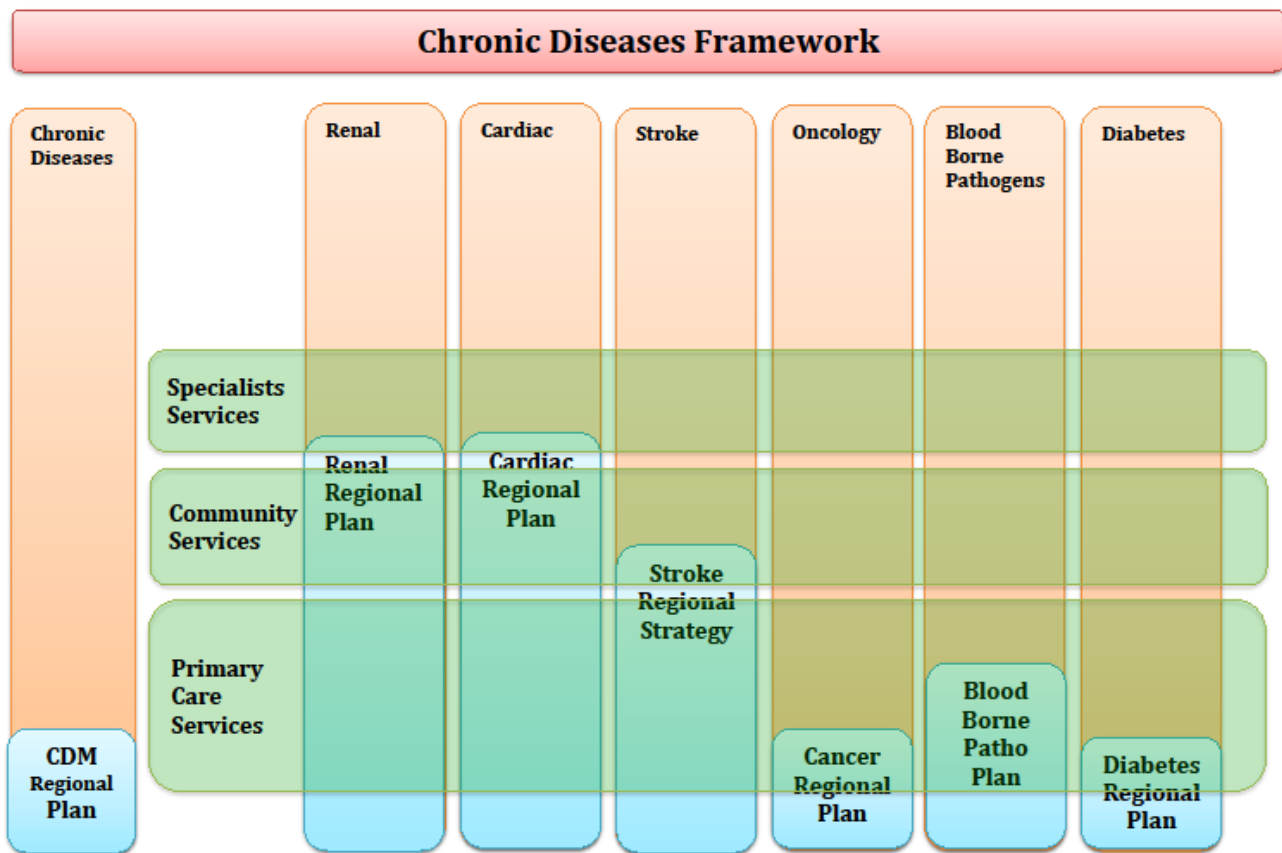 Chronic Diseases Framework
Chronic
Diseases
Renal
Cardiac
Stroke
Oncology
Blood
Borne
Pathogens
Diabetes
Specialists
Services
Community
Services
Primary
Care
Services
CDM
Regional
Plan
Renal
Regional
Plan
Cardiac
Regional
Plan
Stroke
Regional
Strategy
Cancer
Regional
Plan
Blood
Borne
Patho
Plan
Diabetes
Regional
Plan